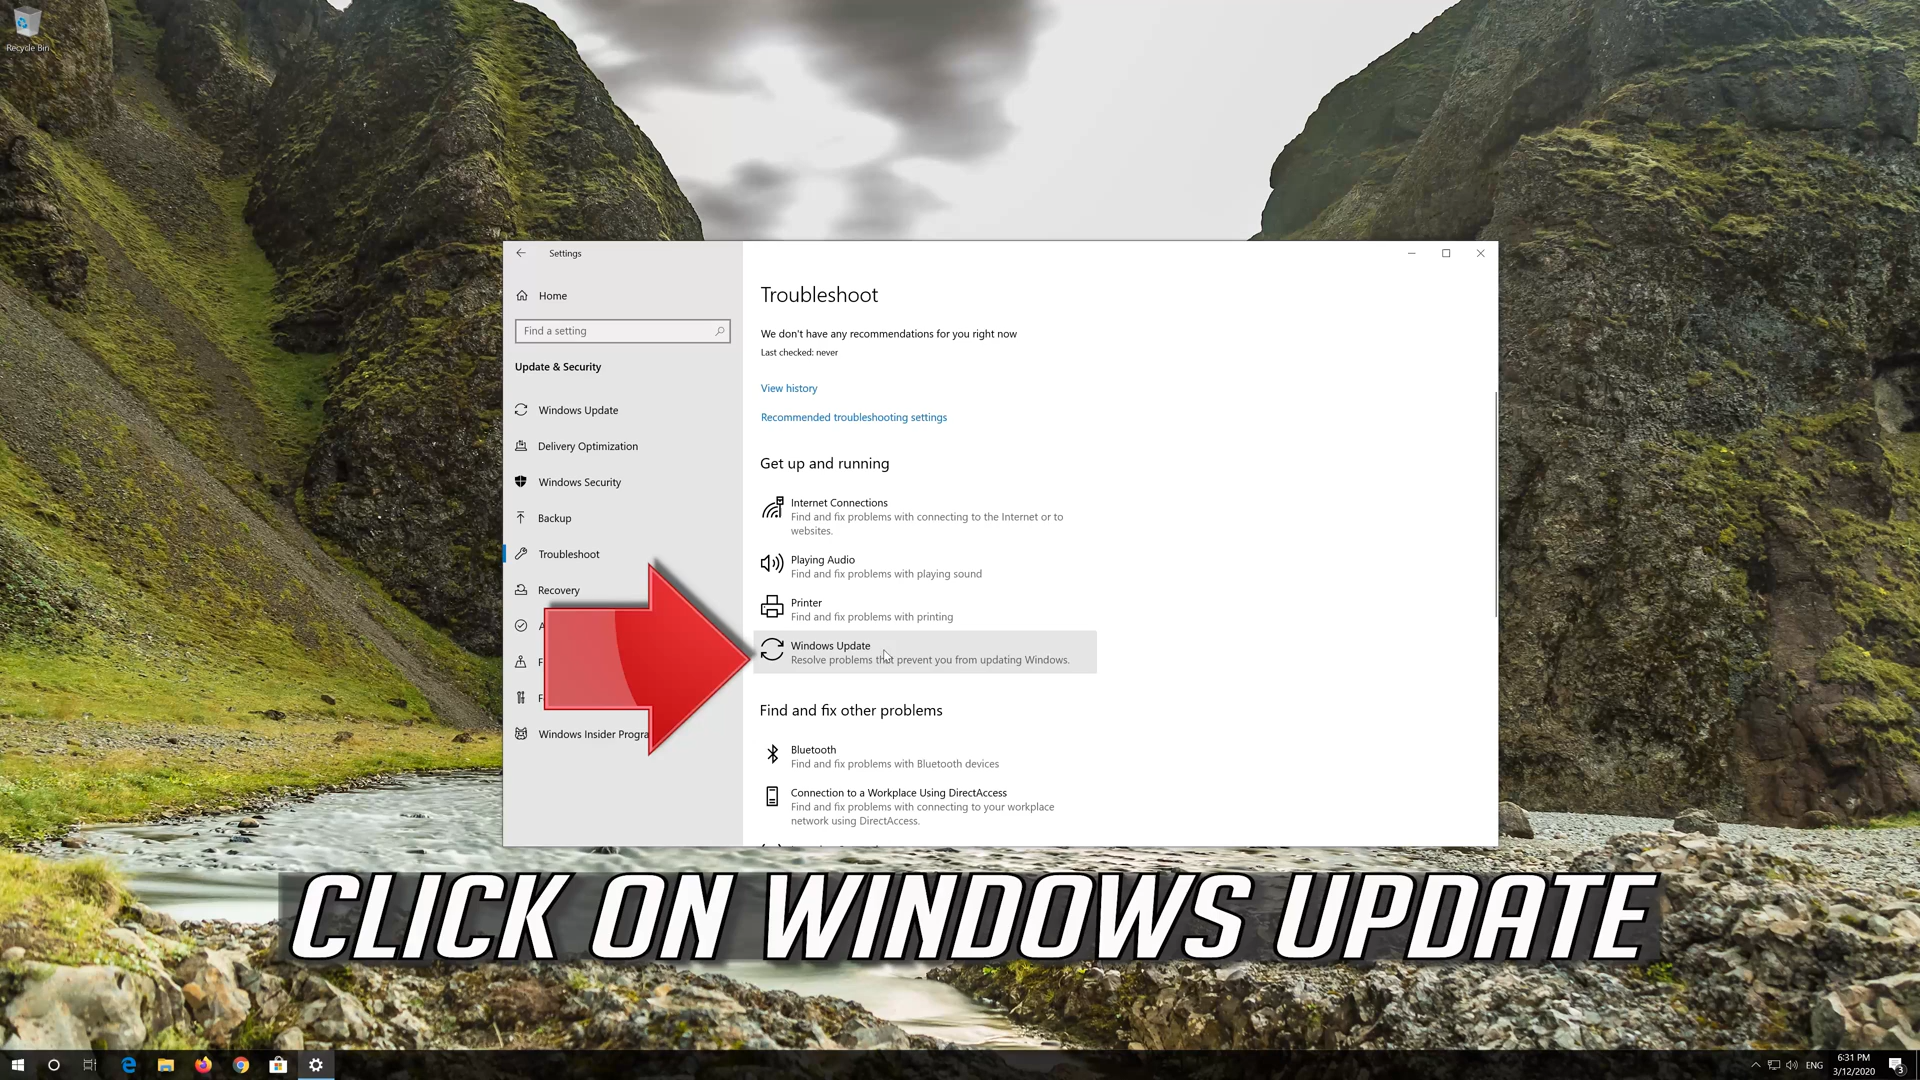 Recycle Bin
Settings
Home
Find a setting
Update & Security
Windows Update
Delivery Optimization
Windows Security
Backup
Troubleshoot
Recovery
A
F
F
Windows Insider Progra
Troubleshoot
We don't have any recommendations for you right now
Last checked: never
View history
Recommended troubleshooting settings
Get up and running
Internet Connections
Find and fix problems with connecting to the Internet or to
websites.
Playing Audio
Find and fix problems with playing sound
Printer
Find and fix problems with printing
Windows Update
Resolve problems that prevent you from updating Windows.
Find and fix other problems
Bluetooth
Find and fix problems with Bluetooth devices
Connection to a Workplace Using DirectAccess
Find and fix problems with connecting to your workplace
network using DirectAccess.
CLICK ON WINDOWS UPDATE
ENG
6:31 PM
3/12/2020
3